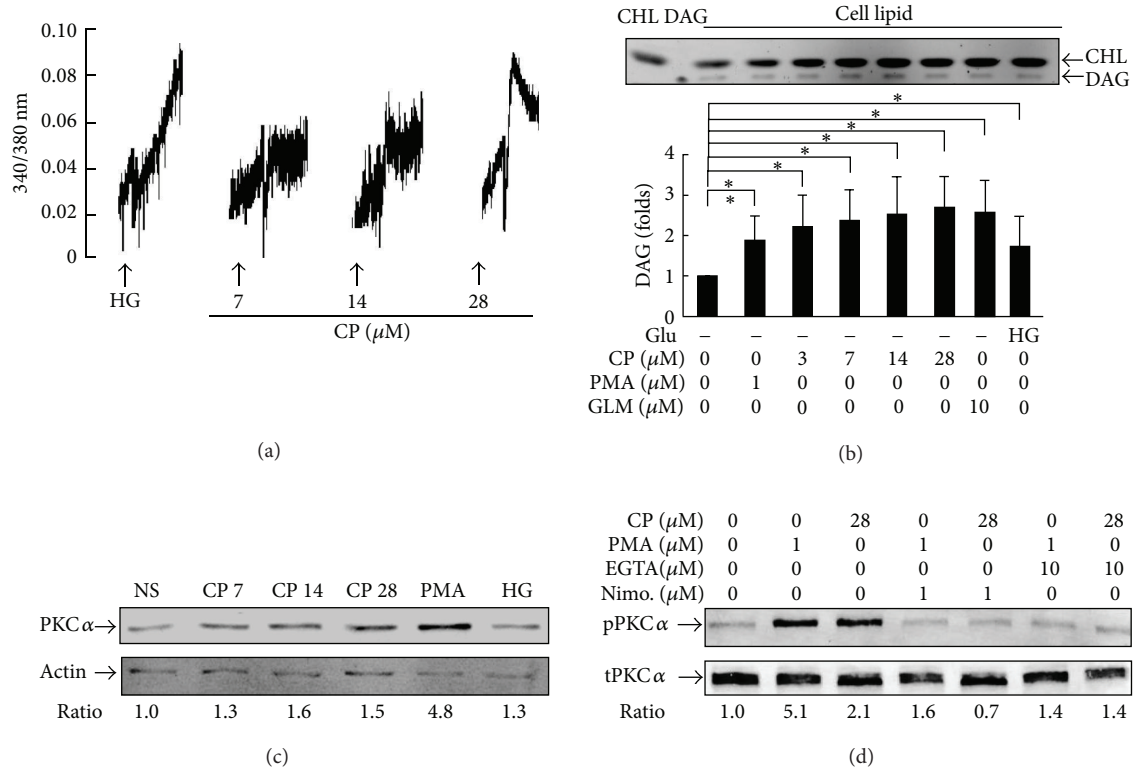 340/380 nm
0.10
0.08
0.06
0.04
0.02
0
HG 7 14 28
CP (μM)
(a)
CHL DAG Cell lipid
CHL
DAG
*
*
*
*
*
*
*
*
DAG (folds)
4
3
2
1
0
Glu – – – – – – – HG
CP (μM) 0 0 3 7 14 28 0 0
PMA (μM) 0 1 0 0 0 0 0 0
GLM (μM) 0 0 0 0 0 0 10 0
(b)
NS CP 7 CP 14 CP 28 PMA HG
PKCα
Actin
Ratio 1.0 1.3 1.6 1.5 4.8 1.3
(c)
CP (μM) 0 0 28 0 28 0 28
PMA (μM) 0 1 0 1 0 1 0
EGTA(μM) 0 0 0 0 0 10 10
Nimo. (μM) 0 0 0 1 1 0 0
pPKCα
tPKCα
Ratio 1.0 5.1 2.1 1.6 0.7 1.4 1.4
(d)